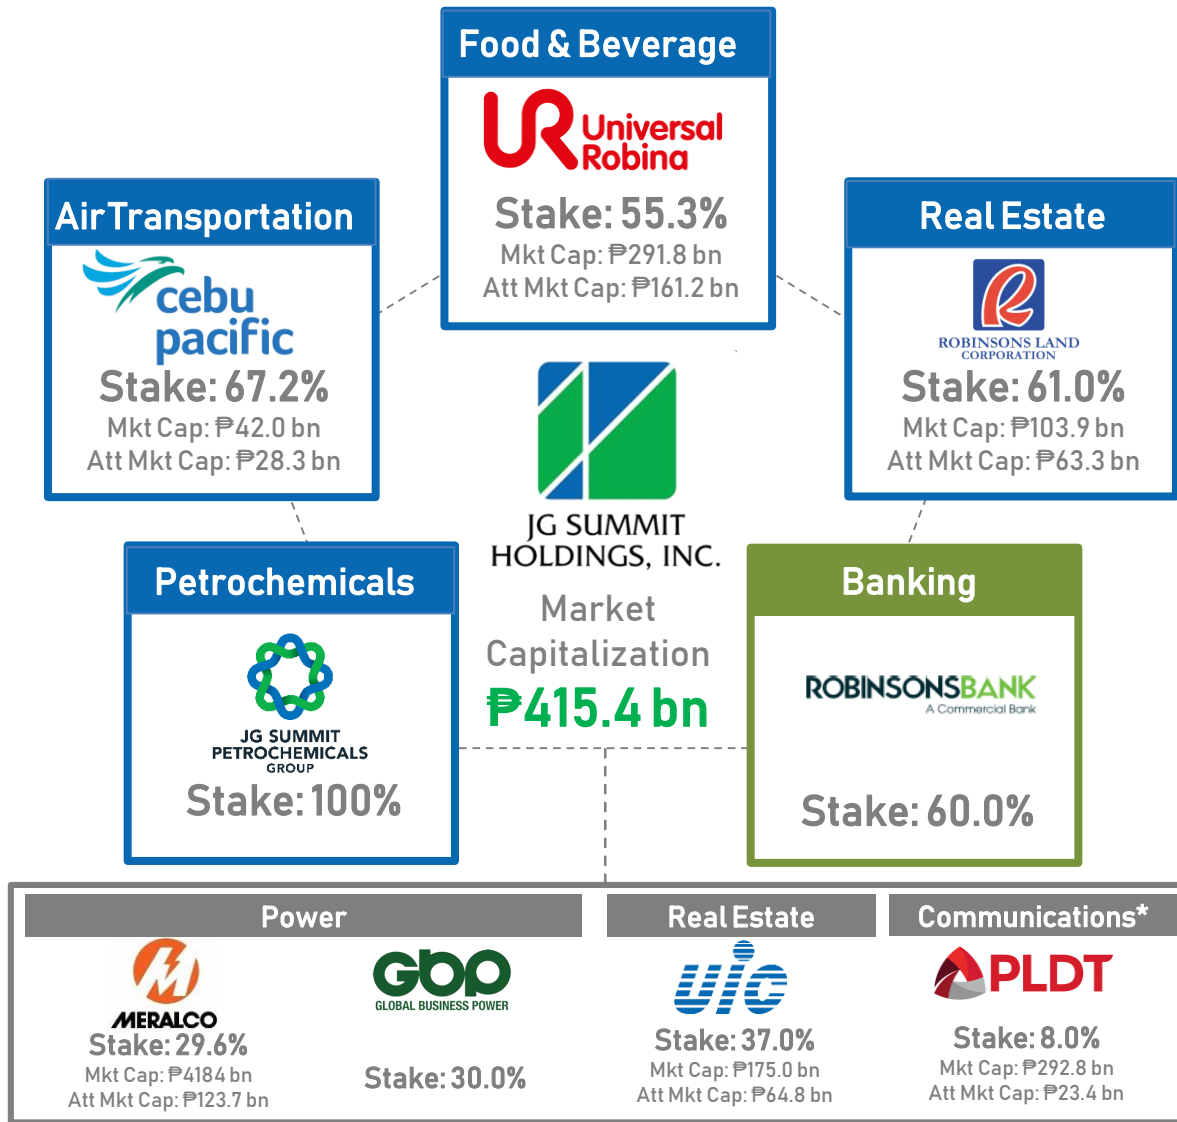 Food & Beverage
UR Universal
Robina
Stake: 55.3%
Mkt Cap: ₱291.8 bn
Att Mkt Cap: ₱161.2 bn
Air Transportation
cebu
pacific
Stake: 67.2%
Mkt Cap: ₱42.0 bn
Att Mkt Cap: ₱28.3 bn
Real Estate
R
ROBINSONS LAND
CORPORATION
Stake: 61.0%
Mkt Cap: ₱103.9 bn
Att Mkt Cap: ₱63.3 bn
JG SUMMIT
HOLDINGS, INC.
Market
Capitalization
₱415.4 bn
Petrochemicals
JG SUMMIT
PETROCHEMICALS
GROUP
Stake: 100%
Banking
ROBINSONSBANK
A Commercial Bank
Stake: 60.0%
Power
MERALCO
Stake: 29.6%
Mkt Cap: ₱4184 bn
Att Mkt Cap: ₱123.7 bn
Gbp
GLOBAL BUSINESS POWER
Stake: 30.0%
Real Estate
uic
Stake: 37.0%
Mkt Cap: ₱175.0 bn
Att Mkt Cap: ₱64.8 bn
Communications*
PLDT
Stake: 8.0%
Mkt Cap: ₱292.8 bn
Att Mkt Cap: ₱23.4 bn